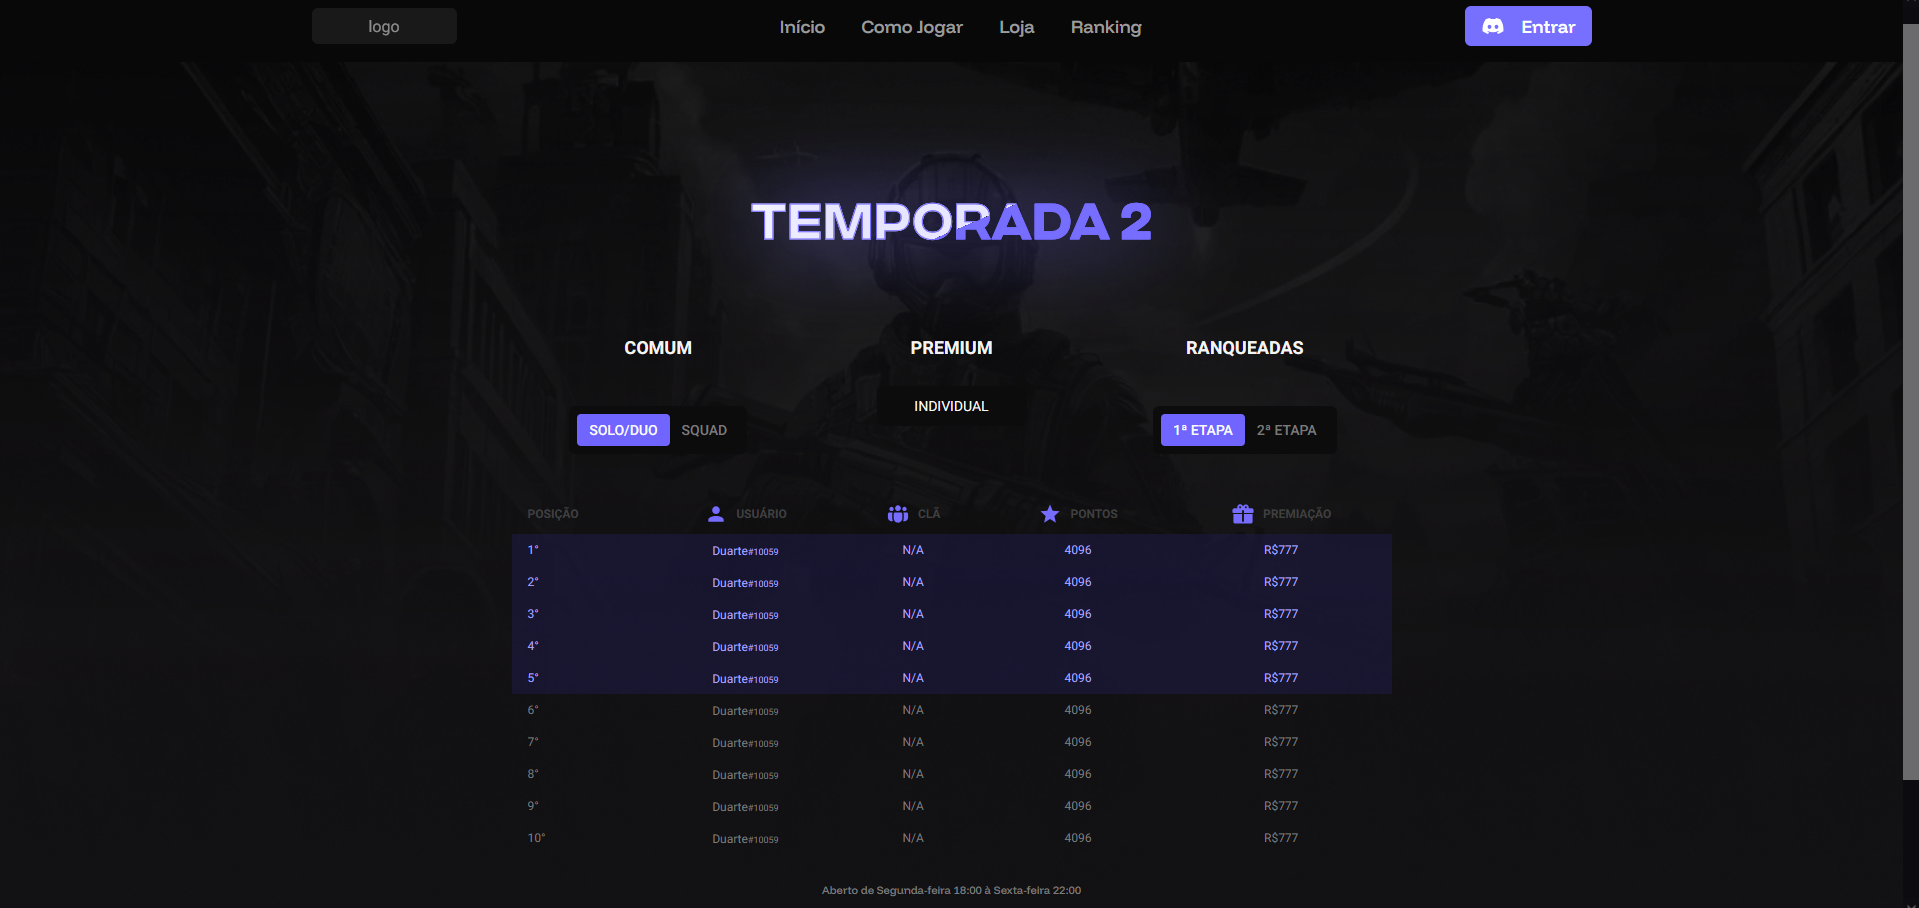 logo Início Como Jogar Loja Ranking Entrar
TEMPORADA 2
COMUM PREMIUM RANQUEADAS
INDIVIDUAL
SOLO/DUO SQUAD 1ª ETAPA 2ª ETAPA
POSIÇÃO USUÁRIO CLÃ PONTOS PREMIAÇÃO
1° Duarte#10059 N/A 4096 R$777
2° Duarte#10059 N/A 4096 R$777
3° Duarte#10059 N/A 4096 R$777
4° Duarte#10059 N/A 4096 R$777
5° Duarte#10059 N/A 4096 R$777
6° Duarte#10059 N/A 4096 R$777
7° Duarte#10059 N/A 4096 R$777
8° Duarte#10059 N/A 4096 R$777
9° Duarte#10059 N/A 4096 R$777
10° Duarte#10059 N/A 4096 R$777
Aberto de Segunda-feira 18:00 à Sexta-feira 22:00